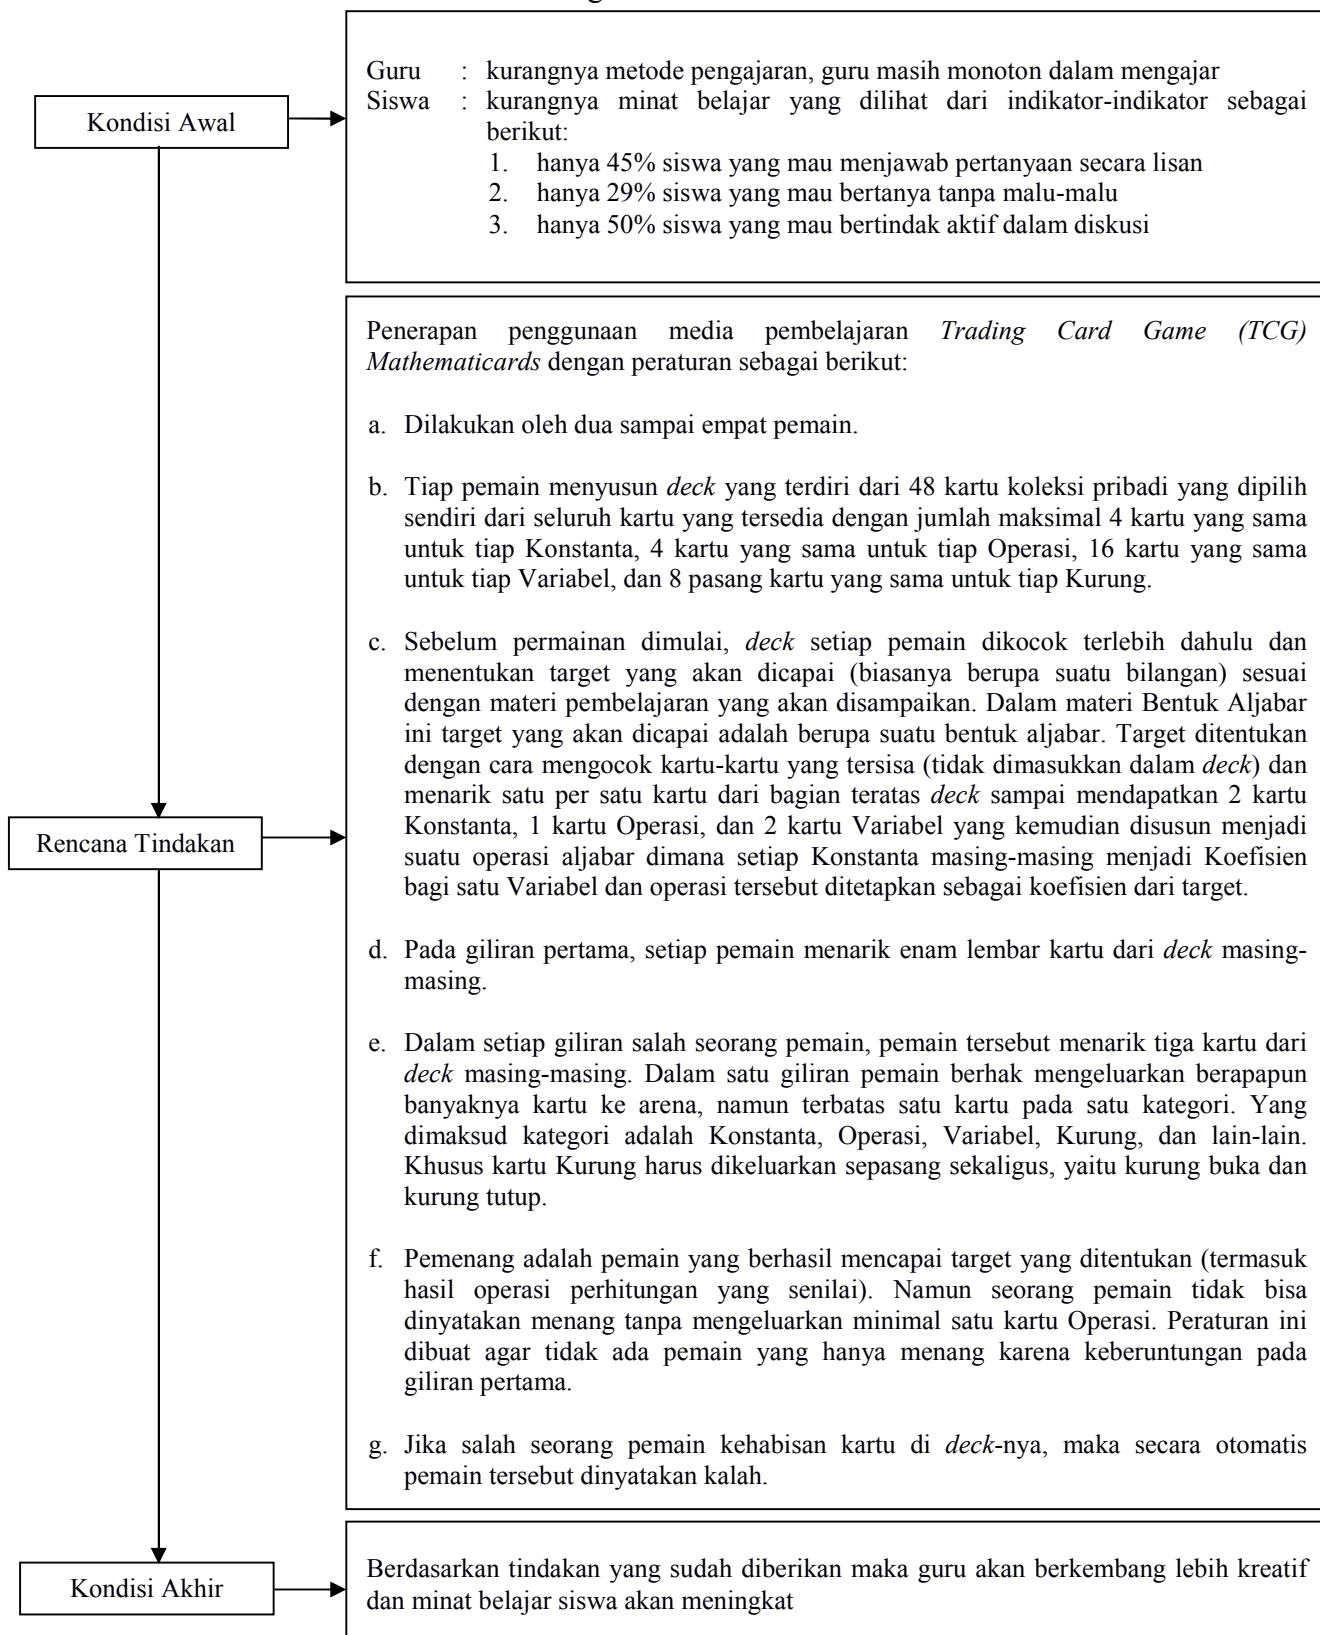 Kondisi Awal
Guru : kurangnya metode pengajaran, guru masih monoton dalam mengajar
Siswa : kurangnya minat belajar yang dilihat dari indikator-indikator sebagai
berikut:
1. hanya 45% siswa yang mau menjawab pertanyaan secara lisan
2. hanya 29% siswa yang mau bertanya tanpa malu-malu
3. hanya 50% siswa yang mau bertindak aktif dalam diskusi
Rencana Tindakan
Penerapan penggunaan media pembelajaran Trading Card Game (TCG)
Mathematicards dengan peraturan sebagai berikut:
a. Dilakukan oleh dua sampai empat pemain.
b. Tiap pemain menyusun deck yang terdiri dari 48 kartu koleksi pribadi yang dipilih
sendiri dari seluruh kartu yang tersedia dengan jumlah maksimal 4 kartu yang sama
untuk tiap Konstanta, 4 kartu yang sama untuk tiap Operasi, 16 kartu yang sama
untuk tiap Variabel, dan 8 pasang kartu yang sama untuk tiap Kurung.
c. Sebelum permainan dimulai, deck setiap pemain dikocok terlebih dahulu dan
menentukan target yang akan dicapai (biasanya berupa suatu bilangan) sesuai
dengan materi pembelajaran yang akan disampaikan. Dalam materi Bentuk Aljabar
ini target yang akan dicapai adalah berupa suatu bentuk aljabar. Target ditentukan
dengan cara mengocok kartu-kartu yang tersisa (tidak dimasukkan dalam deck) dan
menarik satu per satu kartu dari bagian teratas deck sampai mendapatkan 2 kartu
Konstanta, 1 kartu Operasi, dan 2 kartu Variabel yang kemudian disusun menjadi
suatu operasi aljabar dimana setiap Konstanta masing-masing menjadi Koefisien
bagi satu Variabel dan operasi tersebut ditetapkan sebagai koefisien dari target.
d. Pada giliran pertama, setiap pemain menarik enam lembar kartu dari deck masing-
masing.
e. Dalam setiap giliran salah seorang pemain, pemain tersebut menarik tiga kartu dari
deck masing-masing. Dalam satu giliran pemain berhak mengeluarkan berapapun
banyaknya kartu ke arena, namun terbatas satu kartu pada satu kategori. Yang
dimaksud kategori adalah Konstanta, Operasi, Variabel, Kurung, dan lain-lain.
Khusus kartu Kurung harus dikeluarkan sepasang sekaligus, yaitu kurung buka dan
kurung tutup.
f. Pemenang adalah pemain yang berhasil mencapai target yang ditentukan (termasuk
hasil operasi perhitungan yang senilai). Namun seorang pemain tidak bisa
dinyatakan menang tanpa mengeluarkan minimal satu kartu Operasi. Peraturan ini
dibuat agar tidak ada pemain yang hanya menang karena keberuntungan pada
giliran pertama.
g. Jika salah seorang pemain kehabisan kartu di deck-nya, maka secara otomatis
pemain tersebut dinyatakan kalah.
Kondisi Akhir
Berdasarkan tindakan yang sudah diberikan maka guru akan berkembang lebih kreatif
dan minat belajar siswa akan meningkat